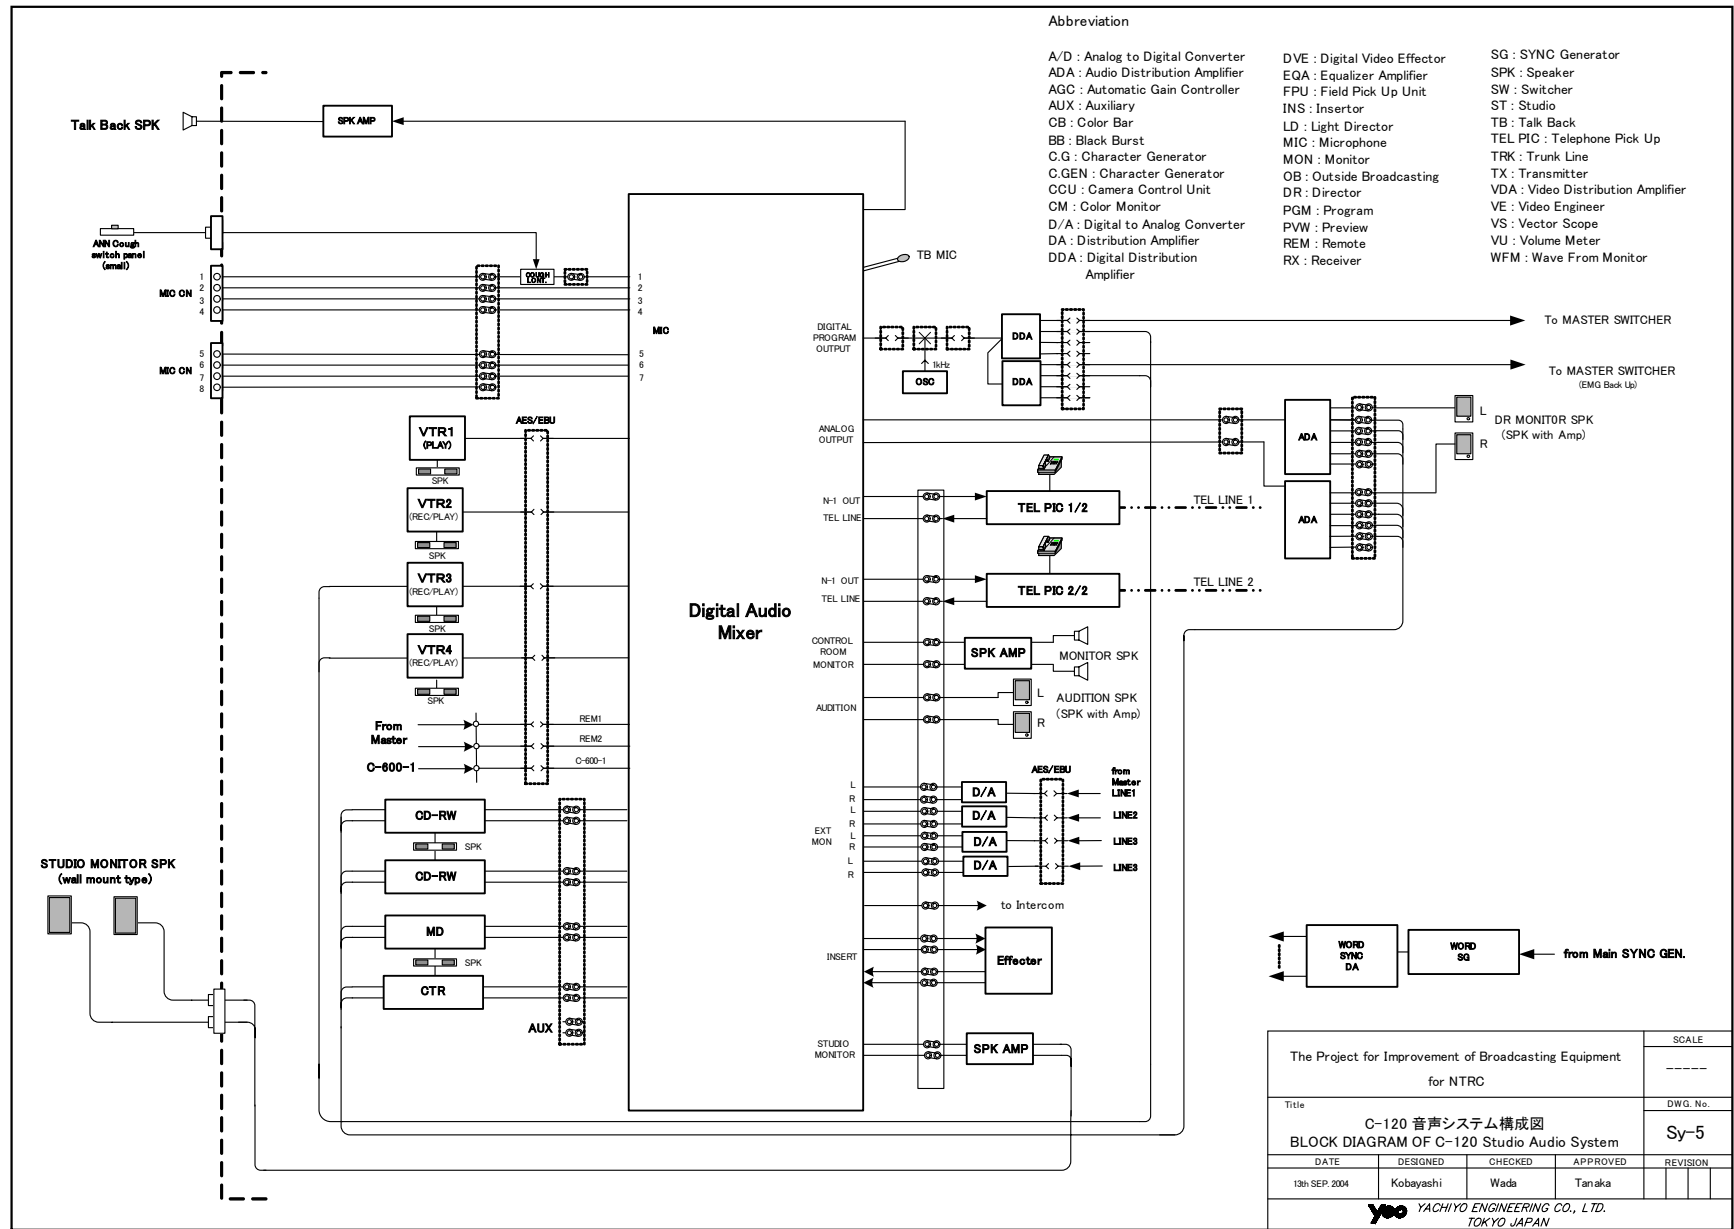 Abbreviation
A/D : Analog to Digital Converter
ADA : Audio Distribution Amplifier
AGC : Automatic Gain Controller
AUX : Auxiliary
CB : Color Bar
BB : Black Burst
C.G : Character Generator
C.GEN : Character Generator
CCU : Camera Control Unit
CM : Color Monitor
D/A : Digital to Analog Converter
DA : Distribution Amplifier
DDA : Digital Distribution
Amplifier
DVE : Digital Video Effector
EQA : Equalizer Amplifier
FPU : Field Pick Up Unit
INS : Insertor
LD : Light Director
MIC : Microphone
MON : Monitor
OB : Outside Broadcasting
DR : Director
PGM : Program
PVW : Preview
REM : Remote
RX : Receiver
SG : SYNC Generator
SPK : Speaker
SW : Switcher
ST : Studio
TB : Talk Back
TEL PIC : Telephone Pick Up
TRK : Trunk Line
TX : Transmitter
VDA : Video Distribution Amplifier
VE : Video Engineer
VS : Vector Scope
VU : Volume Meter
WFM : Wave From Monitor
Talk Back SPK
SPK AMP
ANN Cough
switch panel
(small)
COUGH
CONT.
MIC CN
1
2
3
4
1
2
3
4
MIC
MIC CN
5
6
7
8
5
6
7
AES/EBU
VTR1
(PLAY)
SPK
VTR2
(REC/PLAY)
SPK
VTR3
(REC/PLAY)
SPK
VTR4
(REC/PLAY)
SPK
From
Master
REM1
REM2
C-600-1
C-600-1
CD-RW
SPK
CD-RW
MD
SPK
CTR
AUX
STUDIO MONITOR SPK
(wall mount type)
Digital Audio
Mixer
TB MIC
DIGITAL
PROGRAM
OUTPUT
1kHz
OSC
DDA
DDA
To MASTER SWITCHER
To MASTER SWITCHER
(EMG Back Up)
ANALOG
OUTPUT
ADA
ADA
L
R
DR MONITOR SPK
(SPK with Amp)
N-1 OUT
TEL LINE
TEL PIC 1/2
TEL LINE 1
N-1 OUT
TEL LINE
TEL PIC 2/2
TEL LINE 2
CONTROL
ROOM
MONITOR
SPK AMP
MONITOR SPK
AUDITION
L
R
AUDITION SPK
(SPK with Amp)
EXT
MON
L
R
L
R
L
R
L
R
D/A
D/A
D/A
D/A
AES/EBU
from
Master
LINE1
LINE2
LINE3
LINE3
to Intercom
INSERT
Effecter
STUDIO
MONITOR
SPK AMP
WORD
SYNC
DA
WORD
SG
from Main SYNC GEN.
The Project for Improvement of Broadcasting Equipment
for NTRC
SCALE
-----
Title
C-120 音声システム構成図
BLOCK DIAGRAM OF C-120 Studio Audio System
DWG. No.
Sy-5
DATE
DESIGNED
CHECKED
APPROVED
REVISION
13th SEP. 2004
Kobayashi
Wada
Tanaka
yeo YACHIYO ENGINEERING CO., LTD.
TOKYO JAPAN